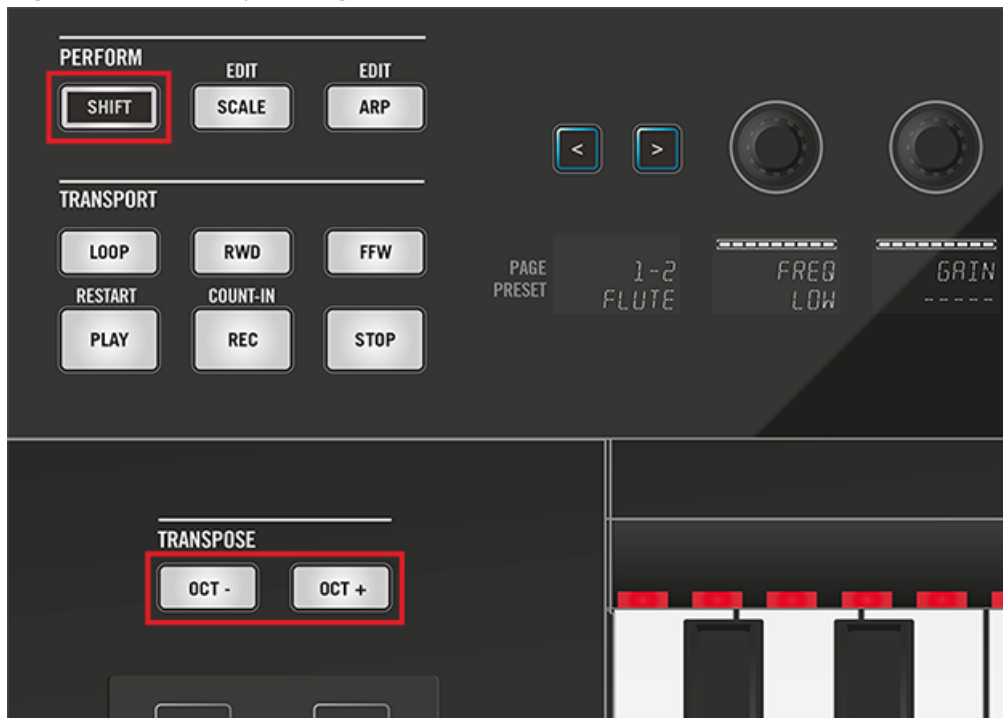 PERFORM
EDIT EDIT
SHIFT SCALE ARP
< >
TRANSPORT
LOOP RWD FFW
PAGE 1-2 FREQ GAIN
PRESET FLUTE LOW -----
RESTART COUNT-IN
PLAY REC STOP
TRANSPOSE
OCT - OCT +